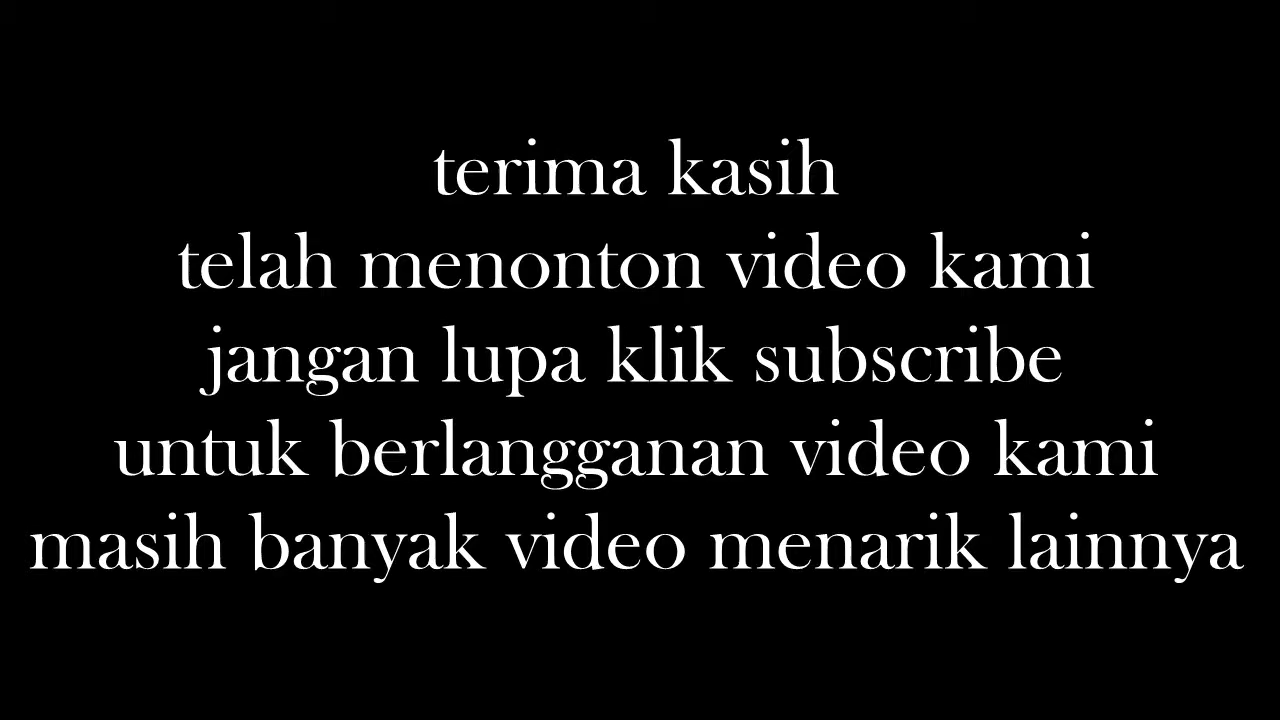 terima kasih
telah menonton video kami
jangan lupa klik subscribe
untuk berlangganan video kami
masih banyak video menarik lainnya